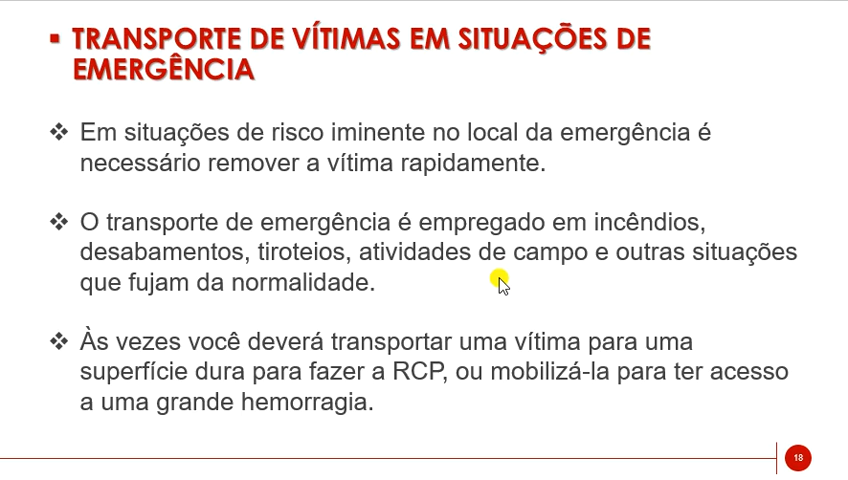 ▪ TRANSPORTE DE VÍTIMAS EM SITUAÇÕES DE
EMERGÊNCIA
❖ Em situações de risco iminente no local da emergência é
necessário remover a vítima rapidamente.
❖ O transporte de emergência é empregado em incêndios,
desabamentos, tiroteios, atividades de campo e outras situações
que fujam da normalidade.
❖ Às vezes você deverá transportar uma vítima para uma
superfície dura para fazer a RCP, ou mobilizá-la para ter acesso
a uma grande hemorragia.
18